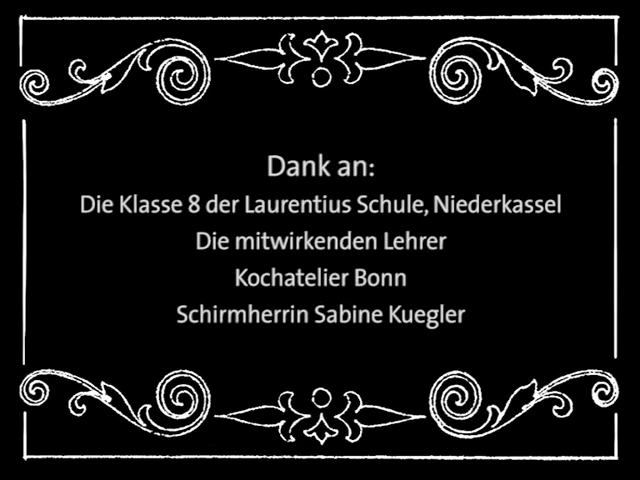 Dank an:
Die Klasse 8 der Laurentius Schule, Niederkassel
Die mitwirkenden Lehrer
Kochatelier Bonn
Schirmherrin Sabine Kuegler